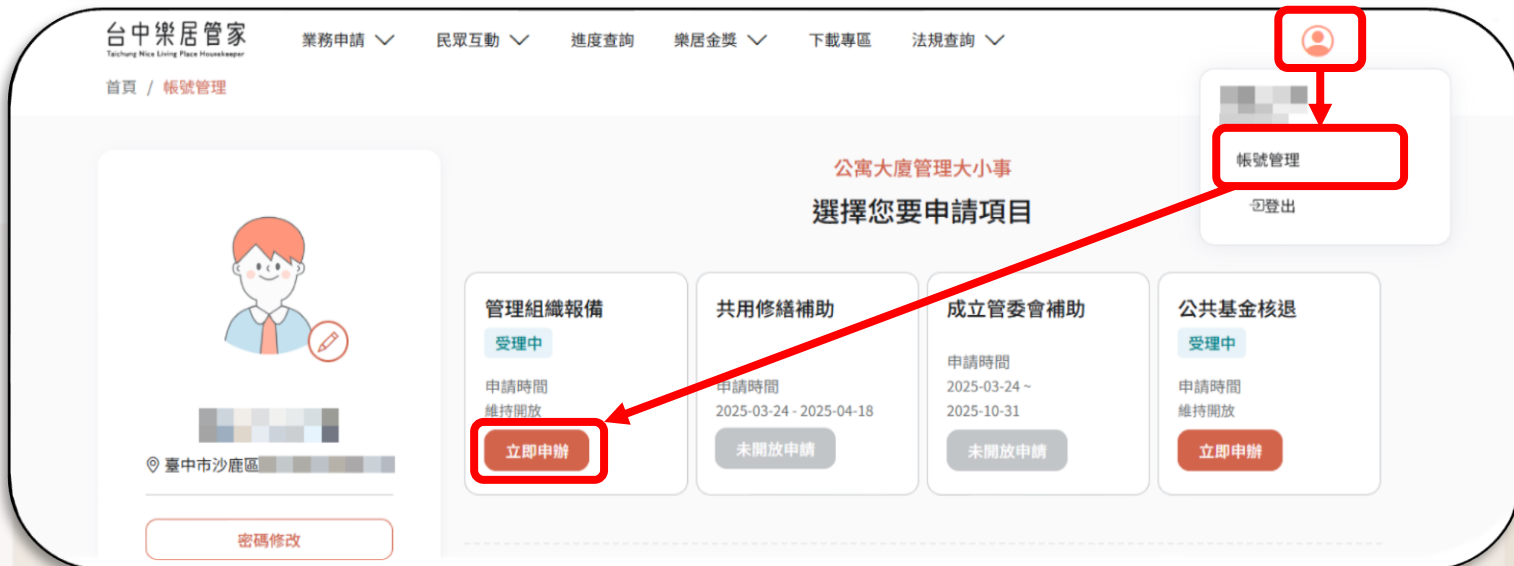 台中樂居管家
Taichung Nice Living Place Housekeeper
業務申請
民眾互動
進度查詢
樂居金獎
下載專區
法規查詢
首頁 / 帳號管理
帳號管理
登出
公寓大廈管理大小事
選擇您要申請項目
臺中市沙鹿區
密碼修改
管理組織報備
受理中
申請時間
維持開放
立即申辦
共用修繕補助
申請時間
2025-03-24 - 2025-04-18
未開放申請
成立管委會補助
申請時間
2025-03-24 ~
2025-10-31
未開放申請
公共基金核退
受理中
申請時間
維持開放
立即申辦